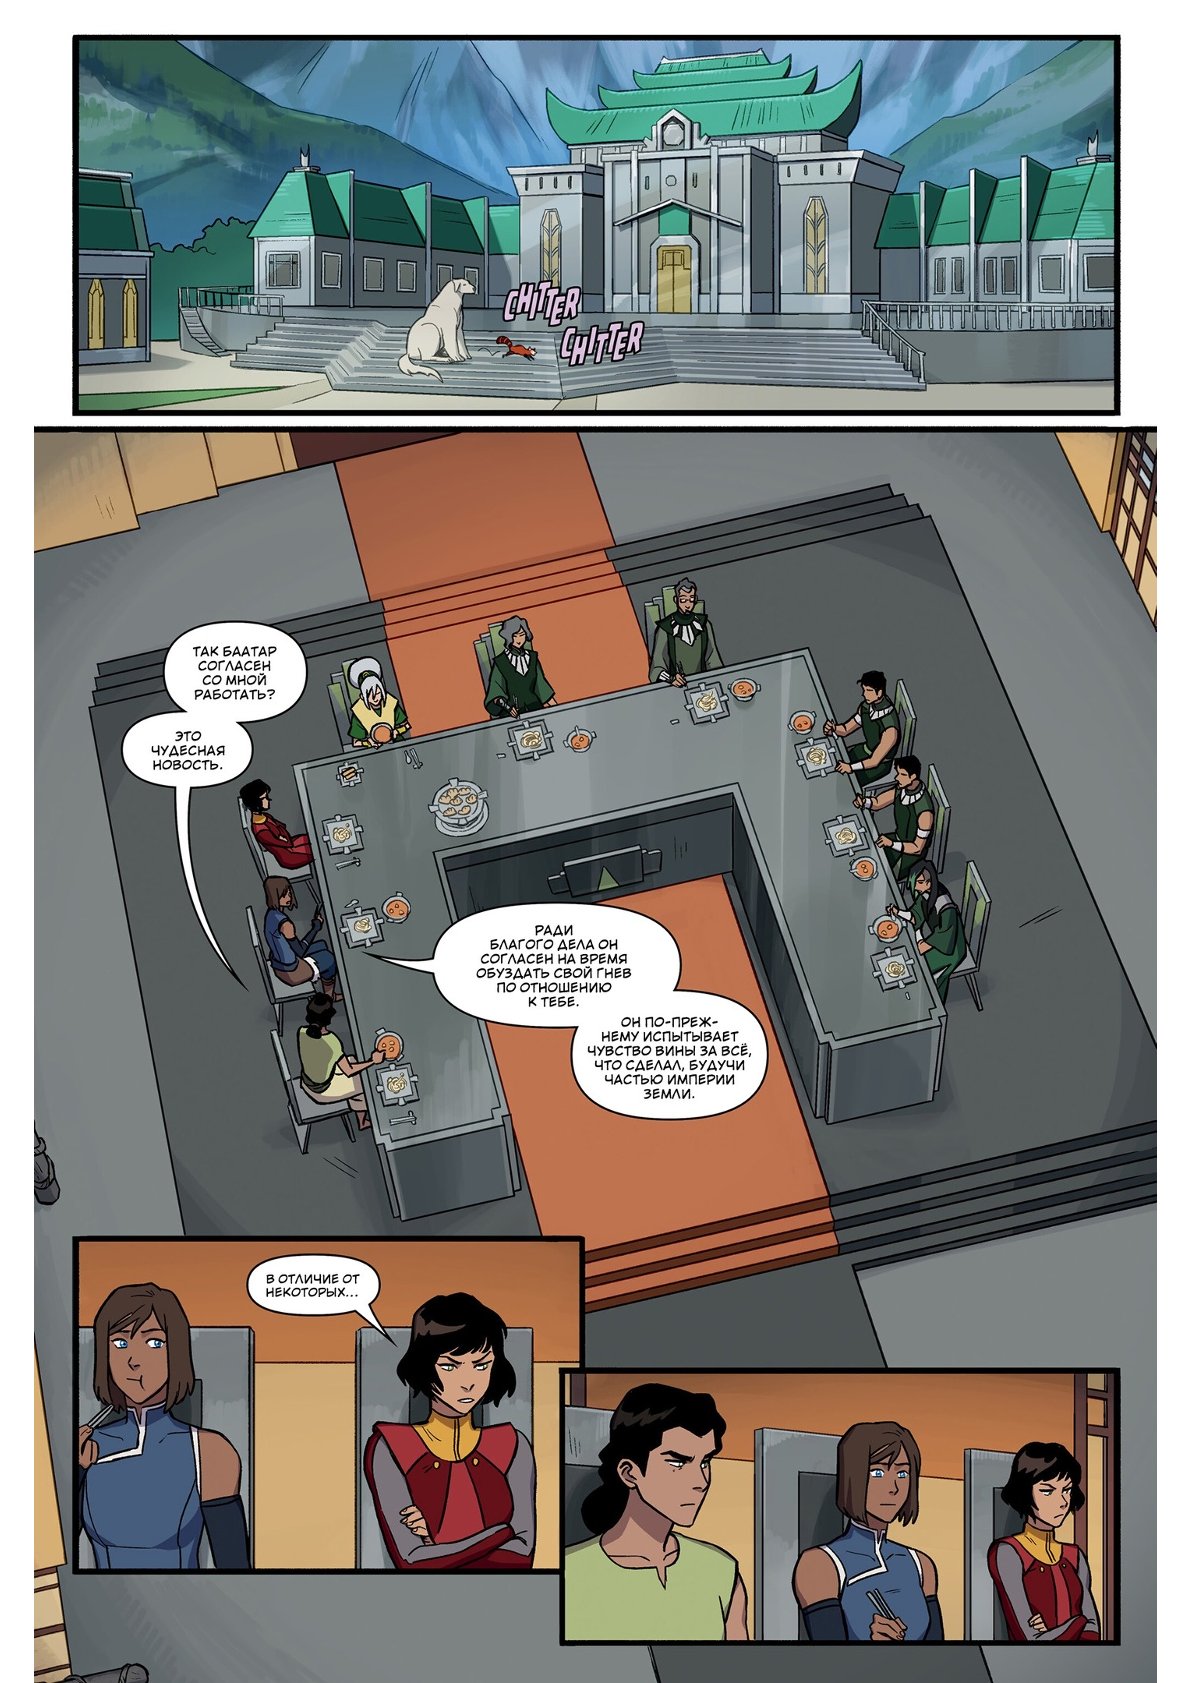 CHITTER
CHITTER
ТАК БААТАР
СОГЛАСЕН
СО МНОЙ
РАБОТАТЬ?
ЭТО
ЧУДЕСНАЯ
НОВОСТЬ.
РАДИ
БЛАГОГО ДЕЛА ОН
СОГЛАСЕН НА ВРЕМЯ
ОБУЗДАТЬ СВОЙ ГНЕВ
ПО ОТНОШЕНИЮ
К ТЕБЕ.
ОН ПО-ПРЕЖ-
НЕМУ ИСПЫТЫВАЕТ
ЧУВСТВО ВИНЫ ЗА ВСЁ,
ЧТО СДЕЛАЛ, БУДУЧИ
ЧАСТЬЮ ИМПЕРИИ
ЗЕМЛИ.
В ОТЛИЧИЕ ОТ
НЕКОТОРЫХ...